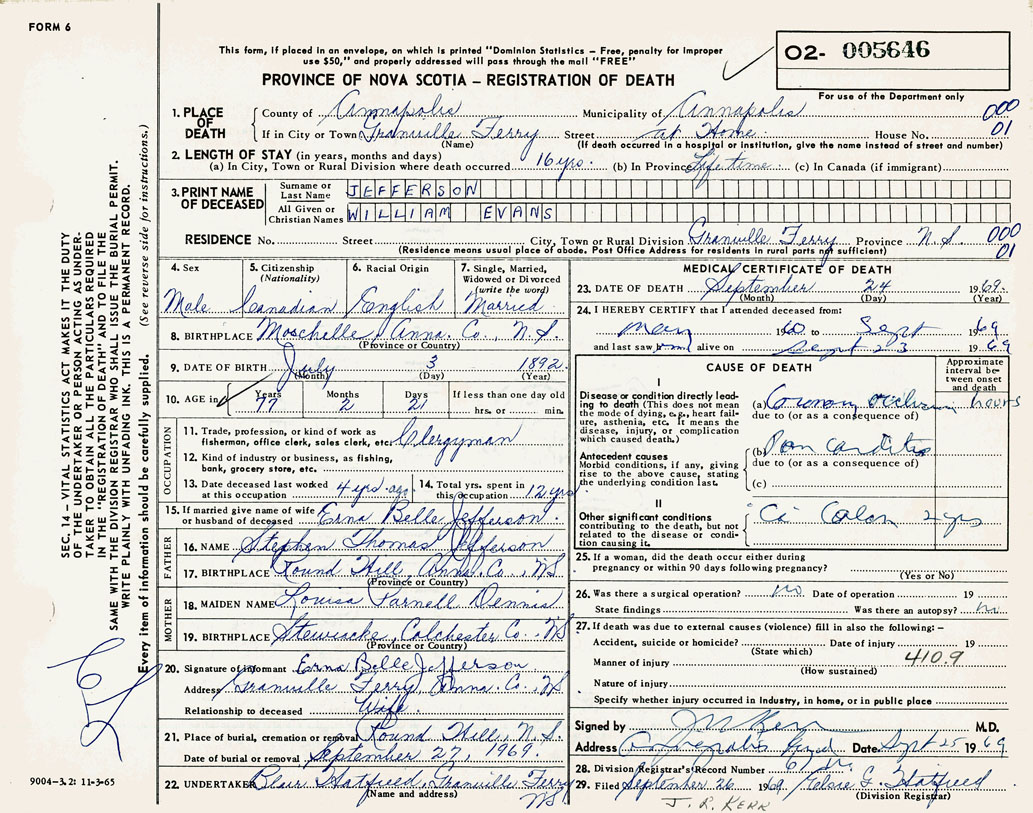 FORM 6
This form, if placed in an envelope, on which is printed "Dominion Statistics – Free, penalty for improper
use $50," and properly addressed will pass through the mail "FREE"
PROVINCE OF NOVA SCOTIA – REGISTRATION OF DEATH
02- 005646
For use of the Department only
1. PLACE OF DEATH County of Annapolis Municipality of Annapolis 000
If in City or Town Granville Ferry Street at Home House No. 01
(Name) (If death occurred in a hospital or institution, give the name instead of street and number)
2. LENGTH OF STAY (in years, months and days)
(a) In City, Town or Rural Division where death occurred 16 yrs. (b) In Province Lifetime (c) In Canada (if immigrant)
3. PRINT NAME OF DECEASED Surname or Last Name JEFFERSON
All Given or Christian Names WILLIAM EVANS
RESIDENCE No. Street City, Town or Rural Division Granville Ferry Province N.S. 000
(Residence means usual place of abode. Post Office Address for residents in rural parts not sufficient) 01
4. Sex 5. Citizenship (Nationality) 6. Racial Origin 7. Single, Married, Widowed or Divorced (write the word)
Male Canadian English Married
8. BIRTHPLACE Moschelle, Anna. Co., N.S.
(Province or Country)
9. DATE OF BIRTH July 3 1892
(Month) (Day) (Year)
10. AGE in Years Months Days If less than one day old
77 2 21 hrs. or min.
OCCUPATION
11. Trade, profession, or kind of work as
fisherman, office clerk, sales clerk, etc. Clergyman
12. Kind of industry or business, as fishing,
bank, grocery store, etc.
13. Date deceased last worked at this occupation 4 yrs ago 14. Total yrs. spent in this occupation 12 yrs
15. If married give name of wife
or husband of deceased Erna Belle Jefferson
FATHER
16. NAME Stephen Thomas Jefferson
17. BIRTHPLACE Round Hill, Anna. Co., NS
(Province or Country)
MOTHER
18. MAIDEN NAME Louisa Parnell Dennis
19. BIRTHPLACE Stewiacke, Colchester Co. NS
(Province or Country)
20. Signature of informant Erna Belle Jefferson
Address Granville Ferry, Anna. Co., NS
Relationship to deceased Wife
21. Place of burial, cremation or removal Round Hill, N.S.
Date of burial or removal September 27, 1969.
22. UNDERTAKER Blair Hatfield, Granville Ferry
(Name and address) NS
MEDICAL CERTIFICATE OF DEATH
23. DATE OF DEATH September 24 1969.
(Month) (Day) (Year)
24. I HEREBY CERTIFY that I attended deceased from:
May 1960 to Sept 1969
and last saw him alive on Sept 23 1969
CAUSE OF DEATH
Approximate interval between onset and death
I
Disease or condition directly leading to death (This does not mean the mode of dying, e.g., heart failure, asthenia, etc. It means the disease, injury, or complication which caused death.)
(a) Coronary Occlusion hours
due to (or as a consequence of)
Antecedent causes
Morbid conditions, if any, giving rise to the above cause, stating the underlying condition last.
(b)
due to (or as a consequence of)
(c)
II
Other significant conditions
contributing to the death, but not related to the disease or condition causing it.
Ca Colon 2 yrs
25. If a woman, did the death occur either during
pregnancy or within 90 days following pregnancy?
(Yes or No)
26. Was there a surgical operation? no Date of operation 19
State findings Was there an autopsy? no
27. If death was due to external causes (violence) fill in also the following: –
Accident, suicide or homicide? Date of injury 19
(State which)
Manner of injury 410.9
(How sustained)
Nature of injury
Specify whether injury occurred in industry, in home, or in public place
Signed by J R Kerr M.D.
Address Annapolis Royal Date Sept 25 1969
28. Division Registrar's Record Number
29. Filed September 26 1969 Elsie G. Hatfield
(Division Registrar)
J. R. KERR
SEC. 14 – VITAL STATISTICS ACT MAKES IT THE DUTY
OF THE UNDERTAKER OR PERSON ACTING AS UNDER-
TAKER TO OBTAIN ALL THE PARTICULARS REQUIRED
IN THE "REGISTRATION OF DEATH" AND TO FILE THE
SAME WITH THE DIVISION REGISTRAR WHO SHALL ISSUE THE BURIAL PERMIT.
WRITE PLAINLY WITH UNFADING INK. THIS IS A PERMANENT RECORD.
Every item of information should be carefully supplied. (See reverse side for instructions.)
9004-3.2: 11-3-65